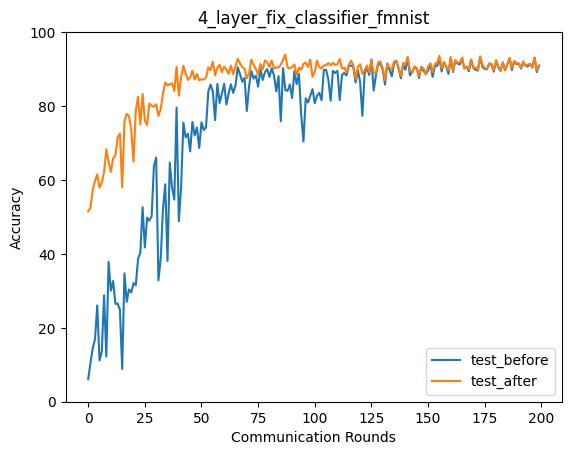 4_layer_fix_classifier_fmnist
100
80
60
40
20
0
Accuracy
0 25 50 75 100 125 150 175 200
Communication Rounds
test_before
test_after